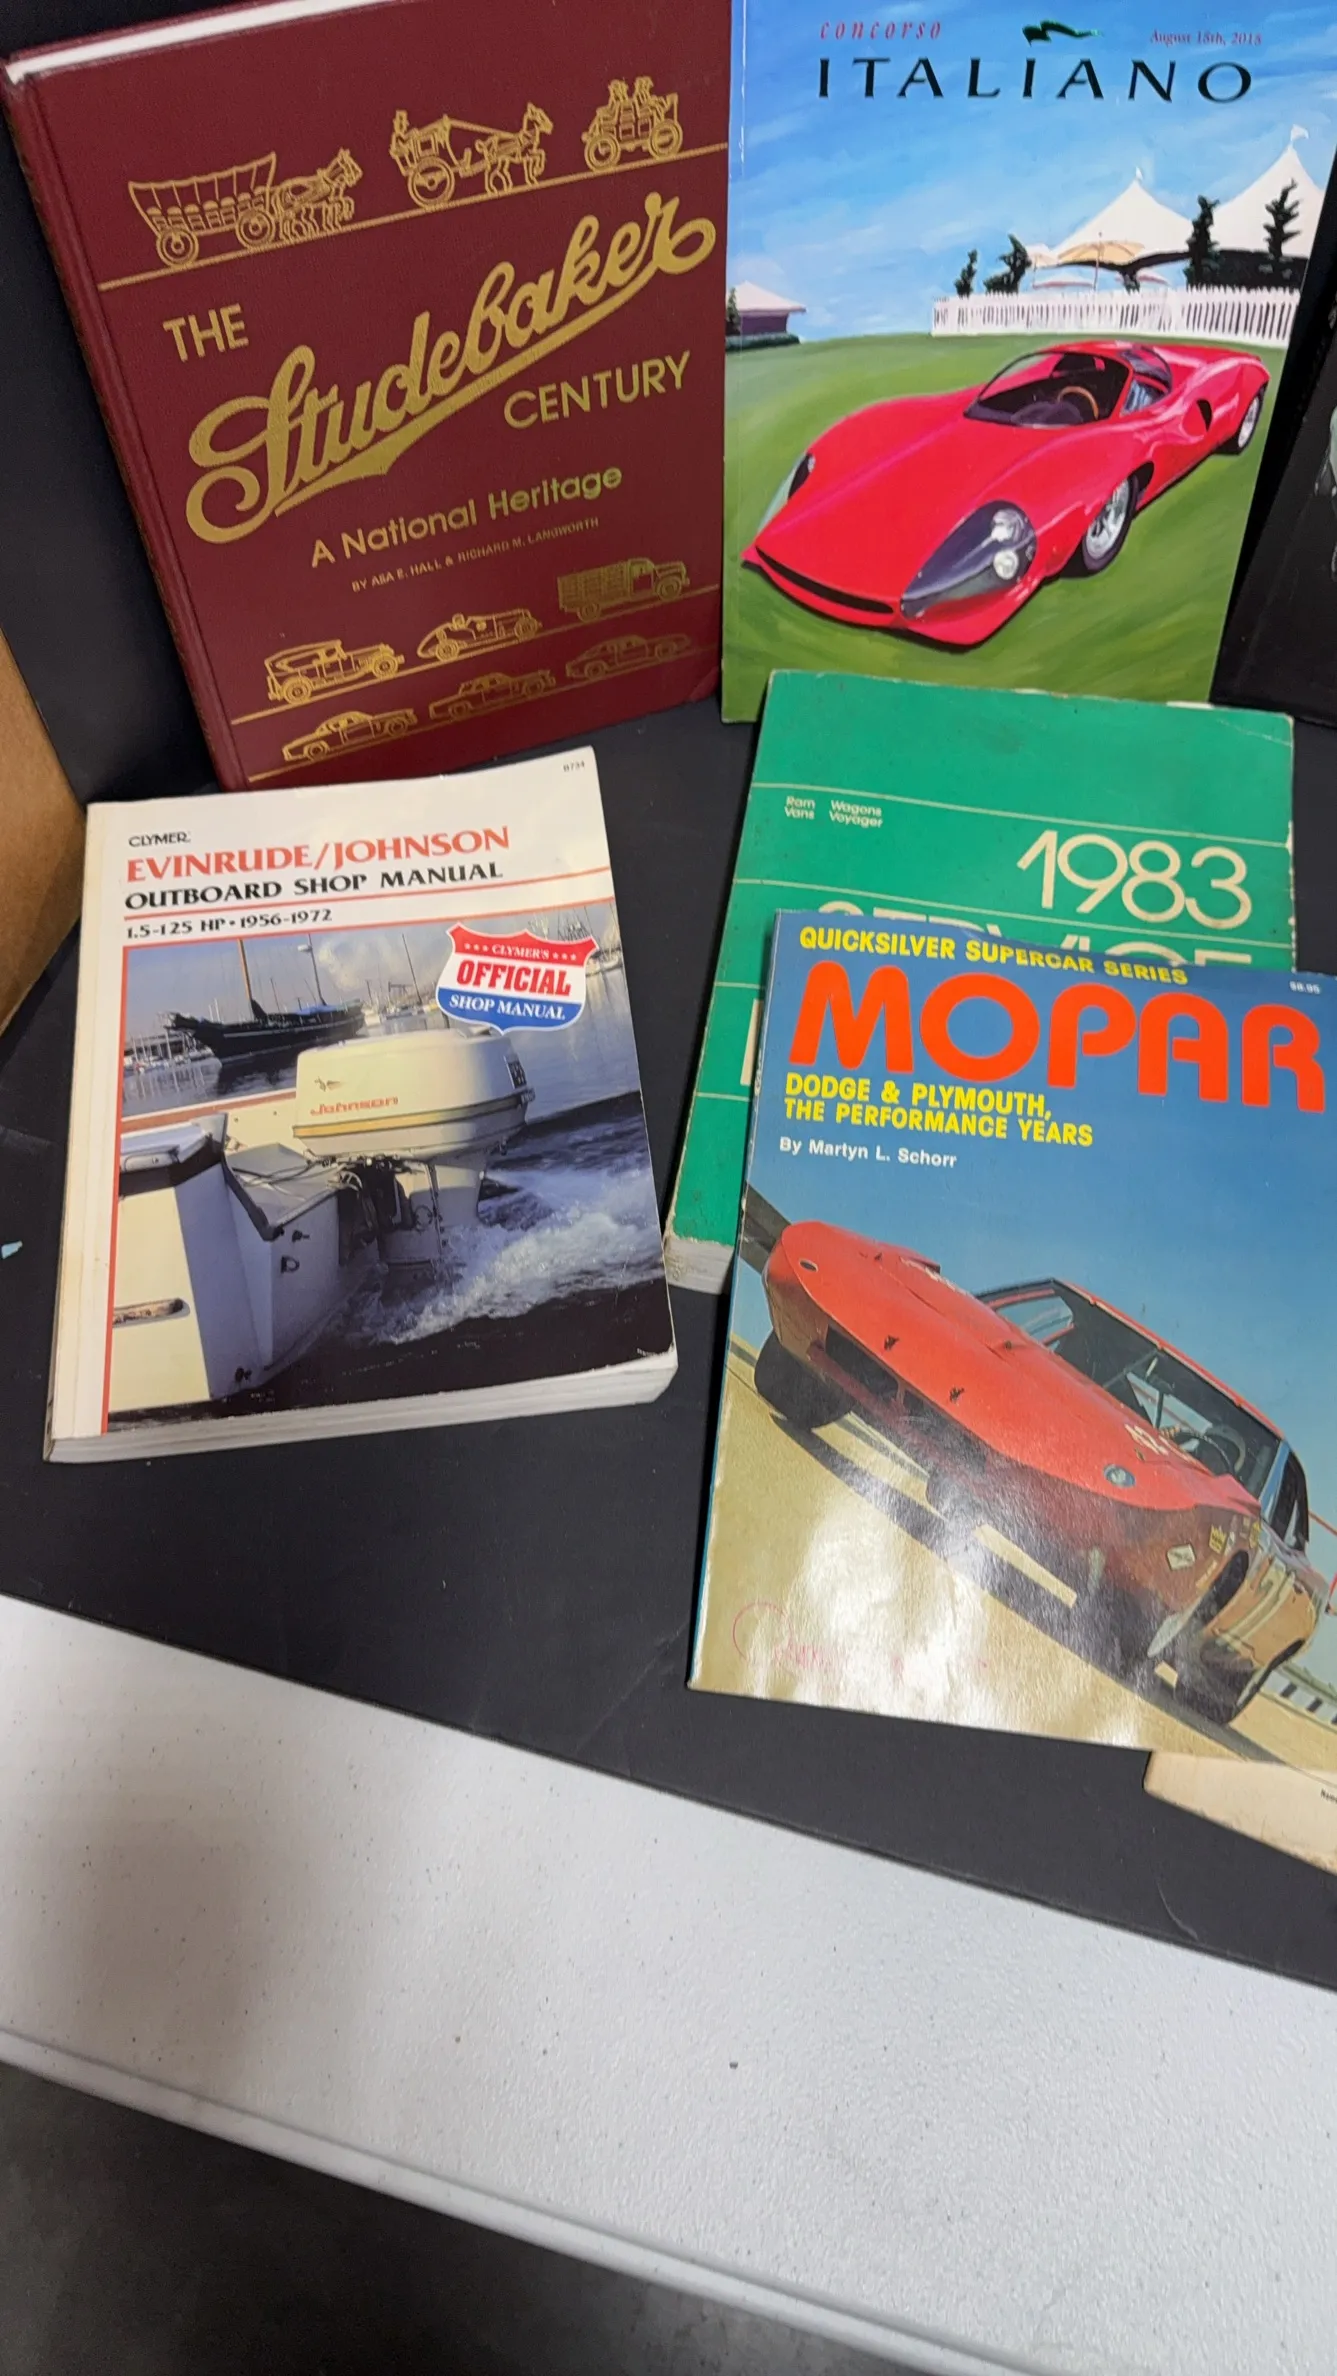 THE
Studebaker
CENTURY
A National Heritage
BY ASA E. HALL & RICHARD M. LANGWORTH
concorso
August 15th, 2015
ITALIANO
B734
CLYMER
EVINRUDE/JOHNSON
OUTBOARD SHOP MANUAL
1.5-125 HP • 1956-1972
CLYMER'S
OFFICIAL
SHOP MANUAL
Johnson
Ram Wagons
Vans Voyager
1983
QUICKSILVER SUPERCAR SERIES
$8.95
MOPAR
DODGE & PLYMOUTH,
THE PERFORMANCE YEARS
By Martyn L. Schorr